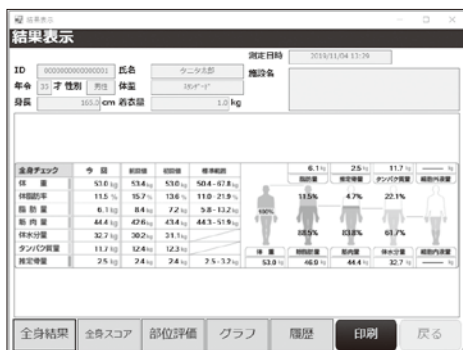 結果表示
結果表示
測定日時 2019/11/04 13:29
ID 0000000000000001 氏名 タニタ太郎 施設名
年令 33 才 性別 男性 体型 スタンダード
身長 165.0 cm 着衣量 1.0 kg
全身チェック 今回 前回値 初回値 標準範囲
体重 53.0 kg 53.4 kg 53.0 kg 50.4 - 67.8 kg
体脂肪率 11.5 % 15.7 % 13.6 % 11.0 - 21.9 %
脂肪量 6.1 kg 8.4 kg 7.2 kg 5.8 - 13.2 kg
筋肉量 44.4 kg 42.6 kg 43.4 kg 44.3 - 51.9 kg
体水分量 32.7 kg 30.2 kg 31.1 kg
タンパク質量 11.7 kg 12.4 kg 12.3 kg
推定骨量 2.5 kg 2.4 kg 2.4 kg 2.5 - 3.2 kg
6.1 kg 2.5 kg 11.7 kg ―― kg
脂肪量 推定骨量 タンパク質量 細胞内液量
11.5% 4.7% 22.1%
100%
88.5% 83.8% 61.7%
体重 除脂肪量 筋肉量 体水分量 細胞外液量
53.0 kg 46.9 kg 44.4 kg 32.7 kg ―― kg
全身結果 全身スコア 部位評価 グラフ 履歴 印刷 戻る